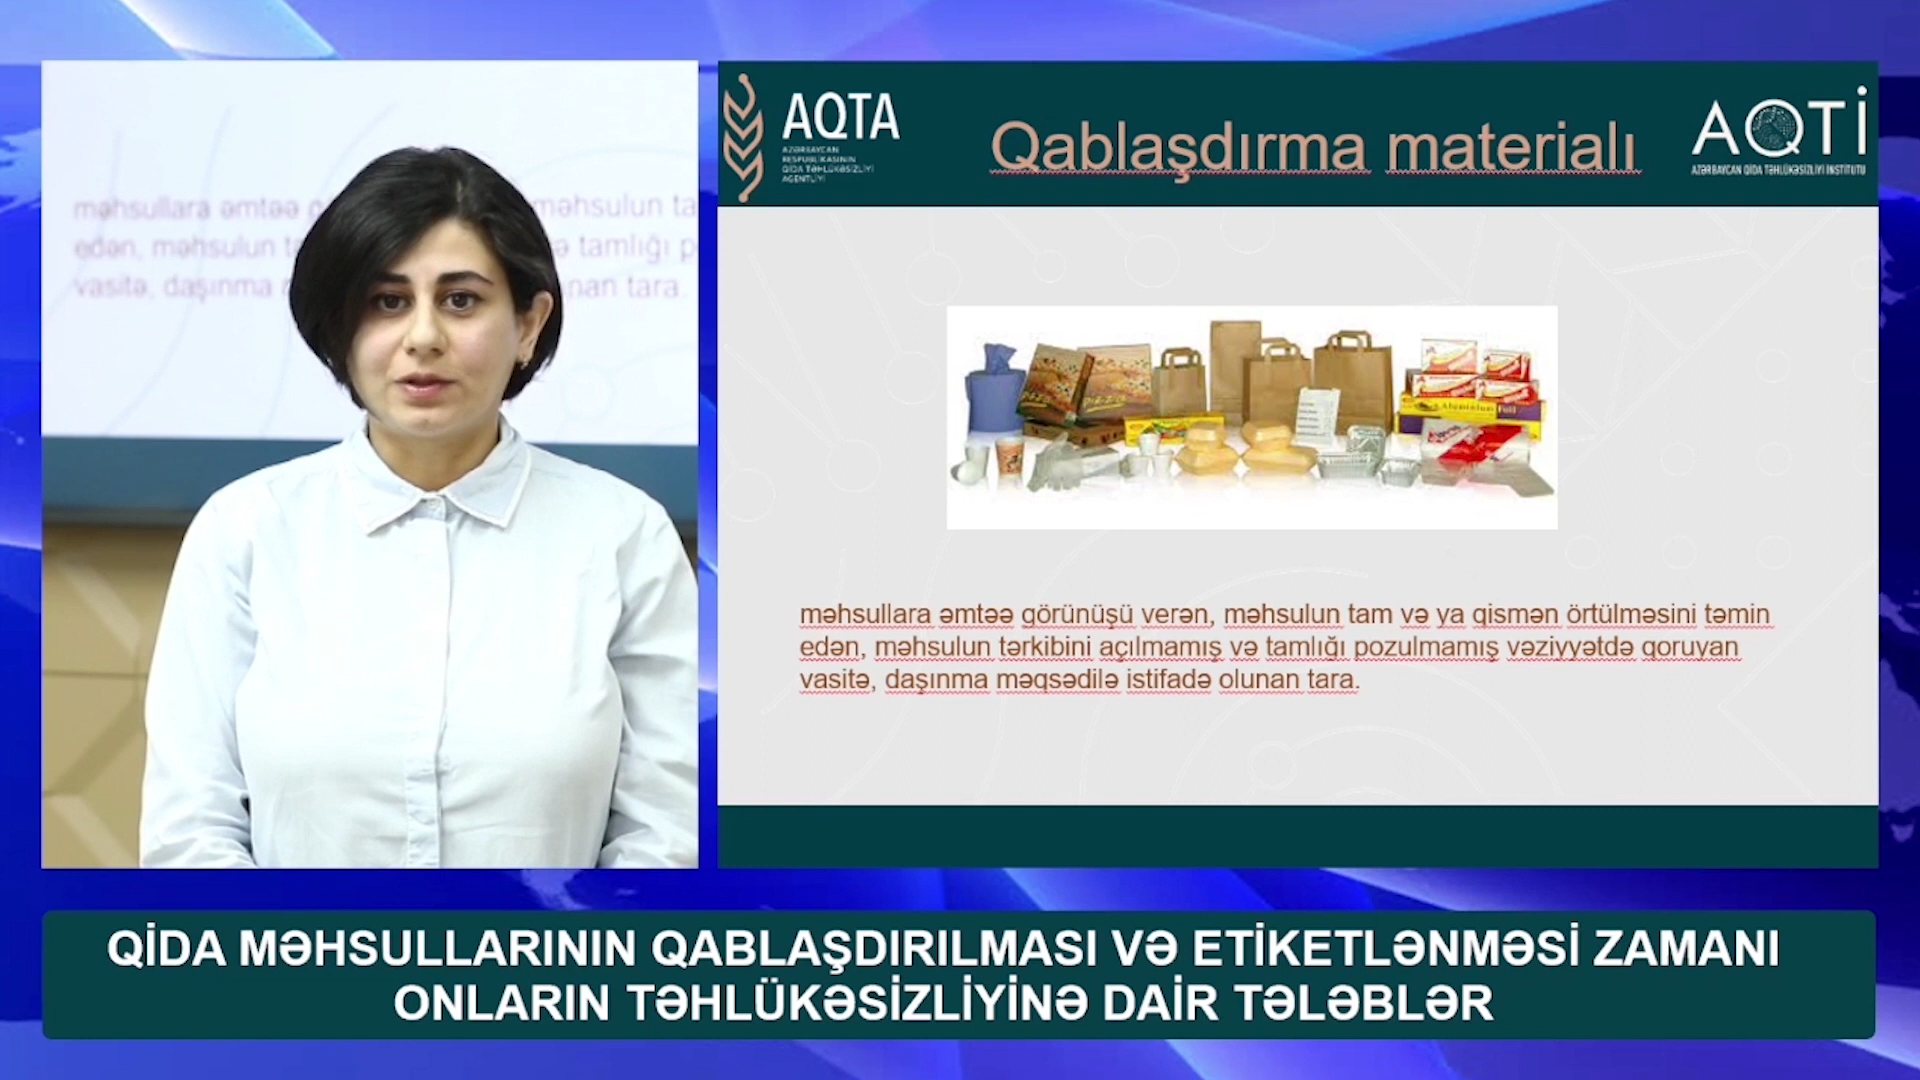 məhsullara əmtəə məhsulun ta
edən, məhsulun tə ə tamlığı p
vasitə, daşınma nan tara.
AQTA
AZƏRBAYCAN
RESPUBLİKASININ
QİDA TƏHLÜKƏSİZLİYİ
AGENTLİYİ
Qablaşdırma materialı
AQTİ
AZƏRBAYCAN QİDA TƏHLÜKƏSİZLİYİ İNSTİTUTU
məhsullara əmtəə görünüşü verən, məhsulun tam və ya qismən örtülməsini təmin
edən, məhsulun tərkibini açılmamış və tamlığı pozulmamış vəziyyətdə qoruyan
vasitə, daşınma məqsədilə istifadə olunan tara.
QİDA MƏHSULLARININ QABLAŞDIRILMASI VƏ ETİKETLƏNMƏSİ ZAMANI
ONLARIN TƏHLÜKƏSİZLİYİNƏ DAİR TƏLƏBLƏR